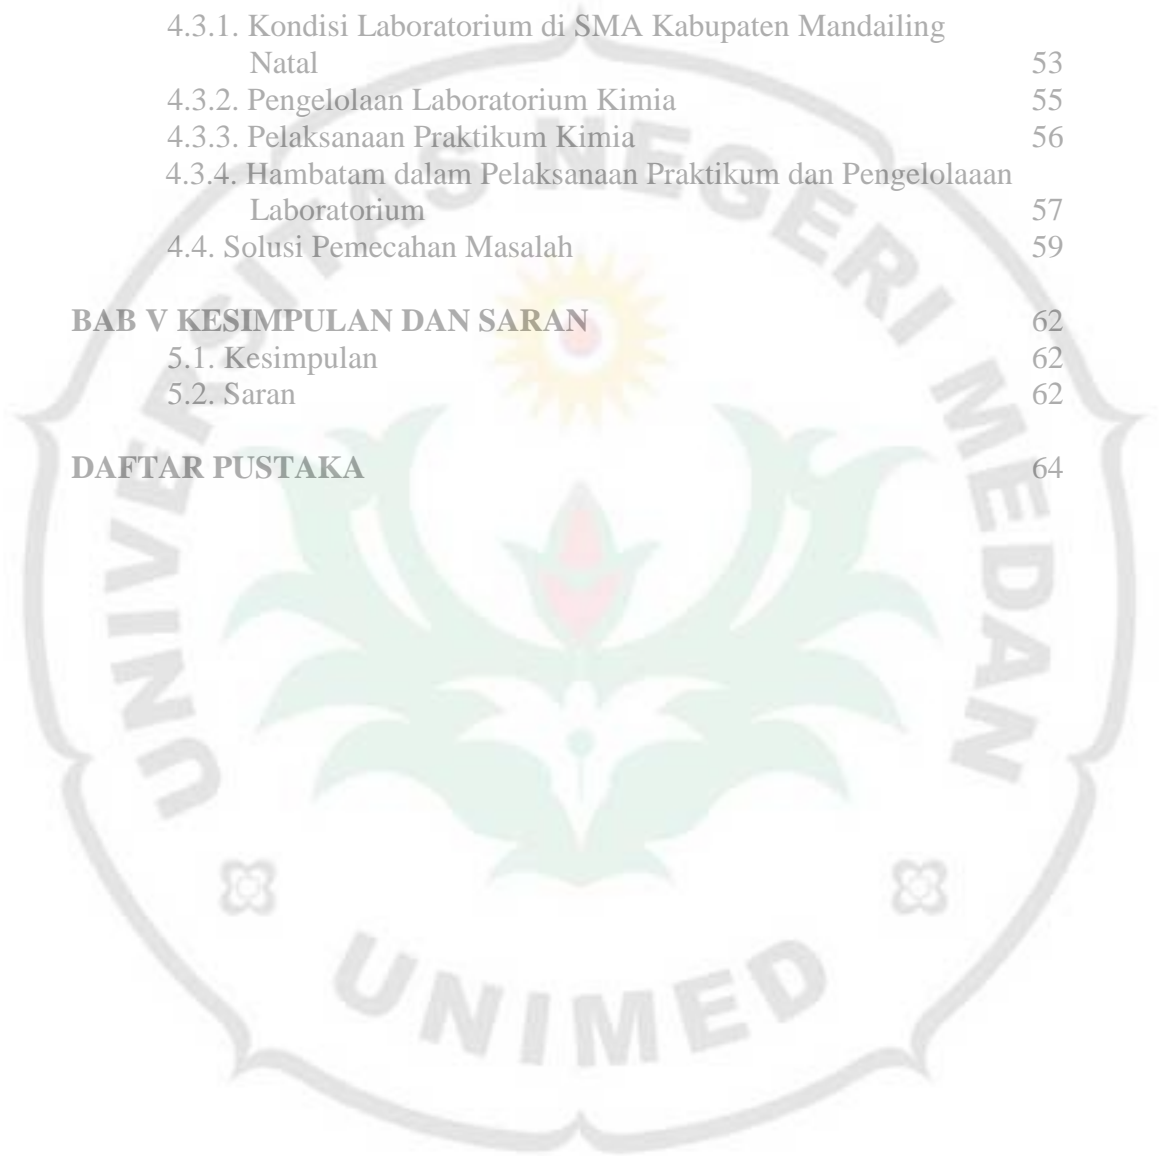 4.3.1. Kondisi Laboratorium di SMA Kabupaten Mandailing
Natal 53
4.3.2. Pengelolaan Laboratorium Kimia 55
4.3.3. Pelaksanaan Praktikum Kimia 56
4.3.4. Hambatam dalam Pelaksanaan Praktikum dan Pengelolaaan
Laboratorium 57
4.4. Solusi Pemecahan Masalah 59
BAB V KESIMPULAN DAN SARAN 62
5.1. Kesimpulan 62
5.2. Saran 62
DAFTAR PUSTAKA 64
UNIVERSITAS NEGERI MEDAN
UNIMED